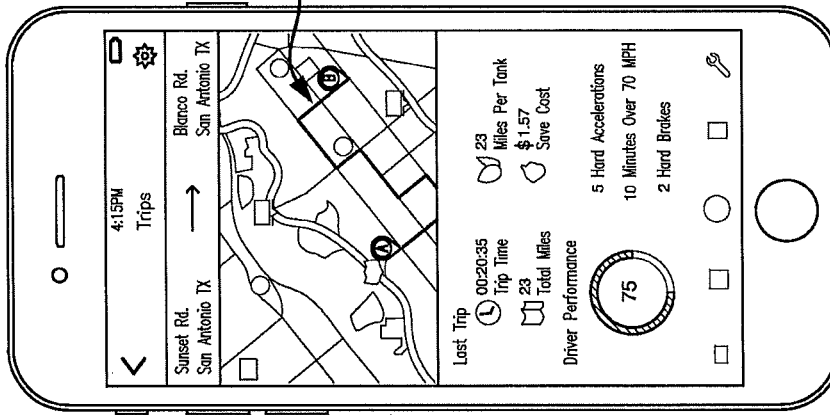 4:15PM
Trips
Sunset Rd.
San Antonio TX
Blanco Rd.
San Antonio TX
A
B
Last Trip
00:20:35
Trip Time
23
Miles Per Tank
23
Total Miles
$1.57
Save Cost
Driver Performance
75
5 Hard Accelerations
10 Minutes Over 70 MPH
2 Hard Brakes